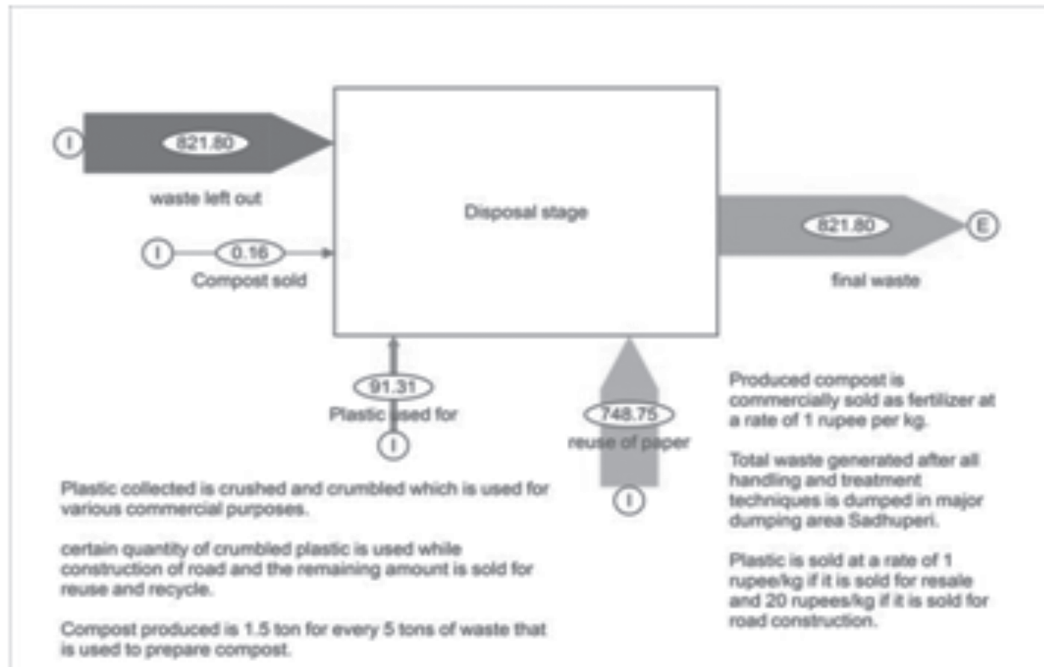 I
821.80
waste left out
Disposal stage
821.80
E
final waste
I
0.16
Compost sold
91.31
Plastic used for
I
748.75
reuse of paper
I
Plastic collected is crushed and crumbled which is used for
various commercial purposes.
certain quantity of crumbled plastic is used while
construction of road and the remaining amount is sold for
reuse and recycle.
Compost produced is 1.5 ton for every 5 tons of waste that
is used to prepare compost.
Produced compost is
commercially sold as fertilizer at
a rate of 1 rupee per kg.
Total waste generated after all
handling and treatment
techniques is dumped in major
dumping area Sadhuperi.
Plastic is sold at a rate of 1
rupee/kg if it is sold for resale
and 20 rupees/kg if it is sold for
road construction.